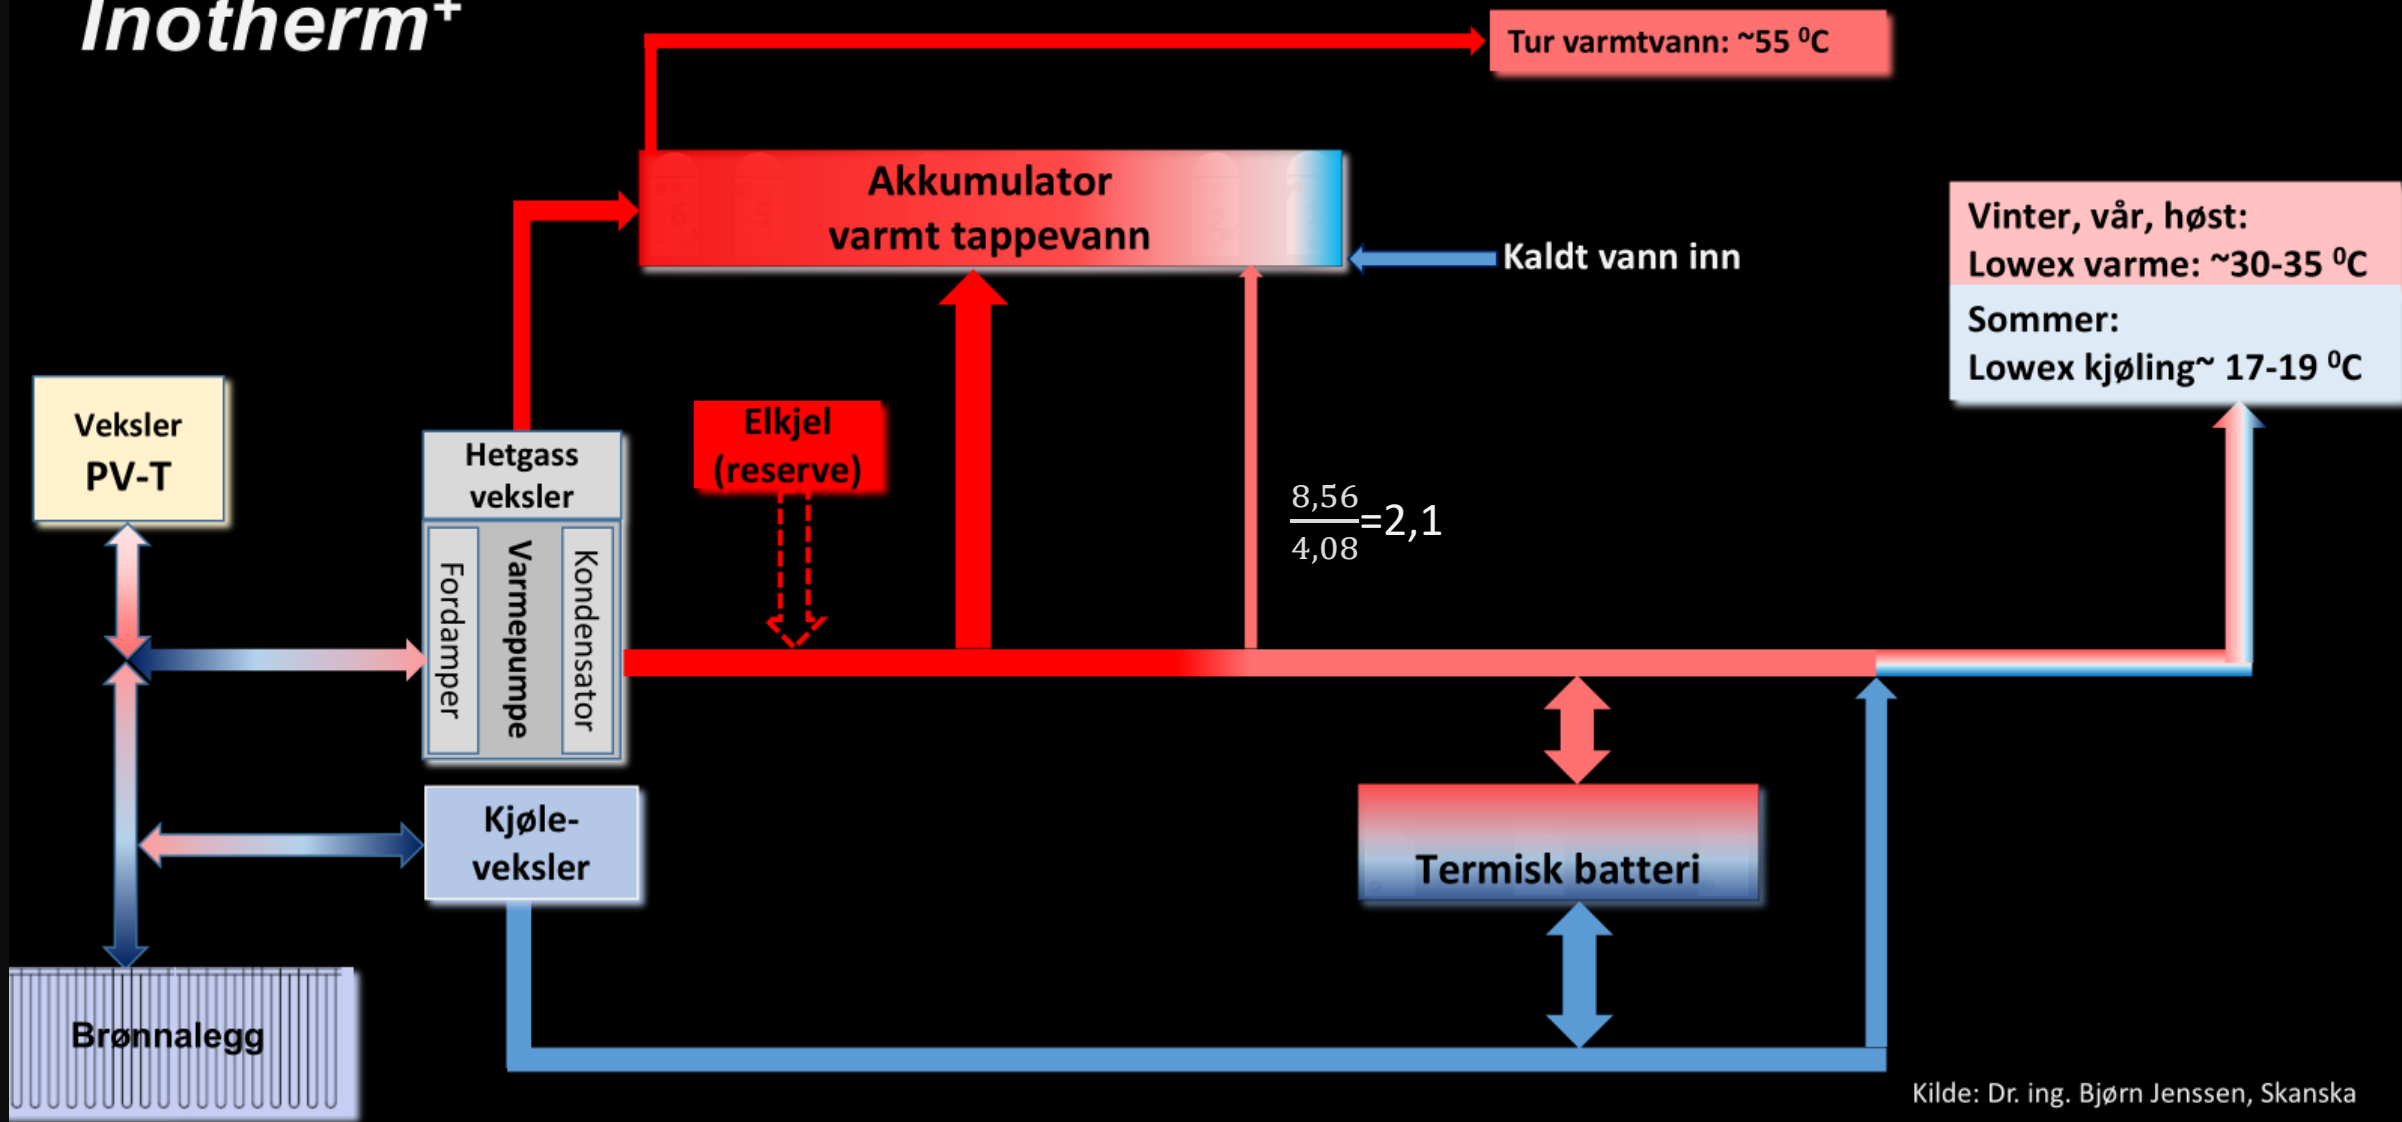 Inotherm+
Tur varmtvann: ~55 ⁰C
Akkumulator
varmt tappevann
Kaldt vann inn
Vinter, vår, høst:
Lowex varme: ~30-35 ⁰C
Sommer:
Lowex kjøling~ 17-19 ⁰C
Veksler
PV-T
Hetgass
veksler
Elkjel
(reserve)
8,56
4,08
=2,1
Fordamper
Varmepumpe
Kondensator
Kjøle-
veksler
Termisk batteri
Brønnalegg
Kilde: Dr. ing. Bjørn Jenssen, Skanska